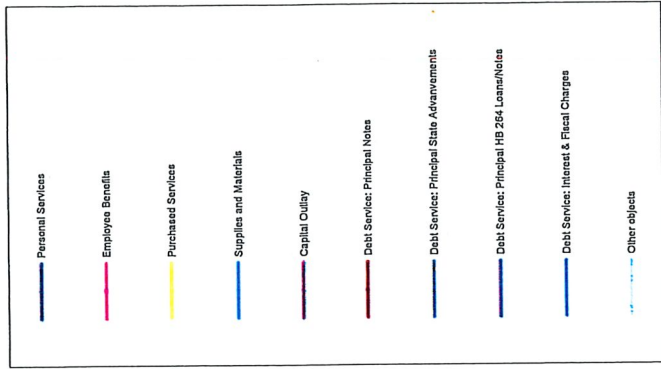 Personal Services
Employee Benefits
Purchased Services
Supplies and Materials
Capital Outlay
Debt Service: Principal Notes
Debt Service: Principal State Advanvements
Debt Service: Principal HB 264 Loans/Notes
Debt Service: Interest & Fiscal Charges
Other objects